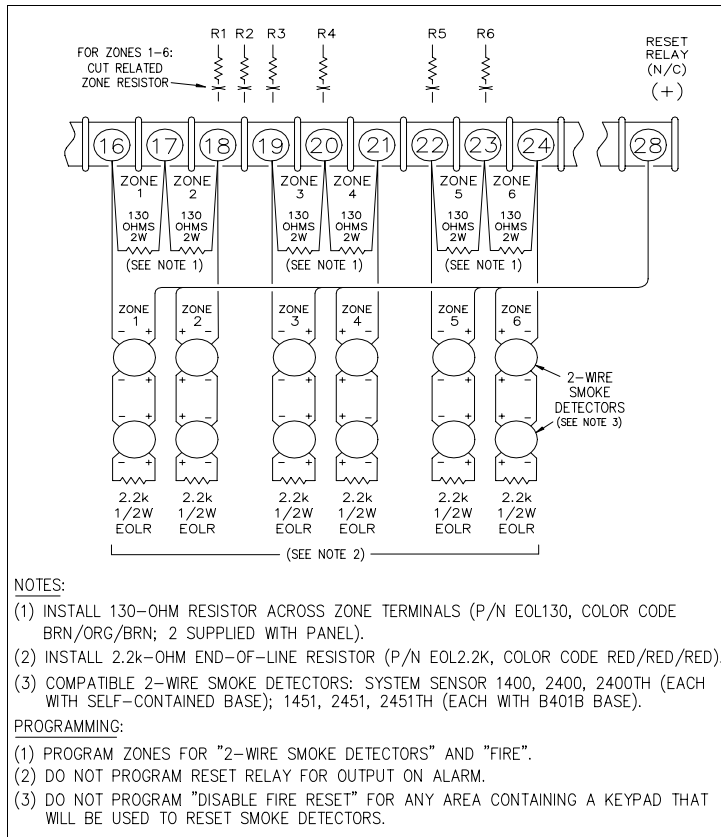 R1 R2 R3 R4 R5 R6
FOR ZONES 1-6:
CUT RELATED
ZONE RESISTOR
RESET
RELAY
(N/C)
(+)
16 17 18 19 20 21 22 23 24 28
ZONE ZONE ZONE ZONE ZONE ZONE
1 2 3 4 5 6
130 130 130 130 130 130
OHMS OHMS OHMS OHMS OHMS OHMS
2W 2W 2W 2W 2W 2W
(SEE NOTE 1) (SEE NOTE 1) (SEE NOTE 1)
ZONE ZONE ZONE ZONE ZONE ZONE
1 2 3 4 5 6
- + + - - + + - - + + -
- + + - - + + - - + + -
2-WIRE
SMOKE
DETECTORS
(SEE NOTE 3)
- + + - - + + - - + + -
2.2k 2.2k 2.2k 2.2k 2.2k 2.2k
1/2W 1/2W 1/2W 1/2W 1/2W 1/2W
EOLR EOLR EOLR EOLR EOLR EOLR
(SEE NOTE 2)
NOTES:
(1) INSTALL 130-OHM RESISTOR ACROSS ZONE TERMINALS (P/N EOL130, COLOR CODE
BRN/ORG/BRN; 2 SUPPLIED WITH PANEL).
(2) INSTALL 2.2k-OHM END-OF-LINE RESISTOR (P/N EOL2.2K, COLOR CODE RED/RED/RED).
(3) COMPATIBLE 2-WIRE SMOKE DETECTORS: SYSTEM SENSOR 1400, 2400, 2400TH (EACH
WITH SELF-CONTAINED BASE); 1451, 2451, 2451TH (EACH WITH B401B BASE).
PROGRAMMING:
(1) PROGRAM ZONES FOR "2-WIRE SMOKE DETECTORS" AND "FIRE".
(2) DO NOT PROGRAM RESET RELAY FOR OUTPUT ON ALARM.
(3) DO NOT PROGRAM "DISABLE FIRE RESET" FOR ANY AREA CONTAINING A KEYPAD THAT
WILL BE USED TO RESET SMOKE DETECTORS.